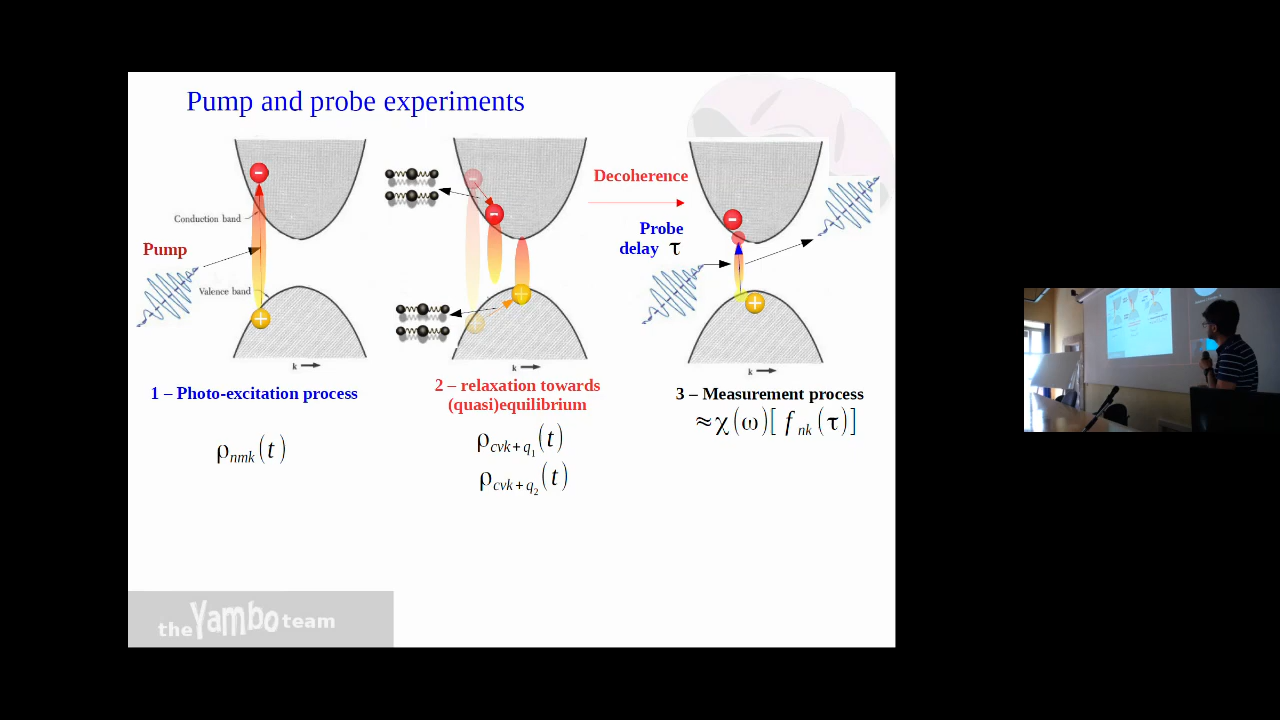 Pump and probe experiments
Conduction band
Pump
Valence band
k
1 – Photo-excitation process
ρnmk(t)
k
2 – relaxation towards
(quasi)equilibrium
ρcvk+q1(t)
ρcvk+q2(t)
Decoherence
Probe
delay τ
k
3 – Measurement process
≈χ(ω)[fnk(τ)]
the Yambo team